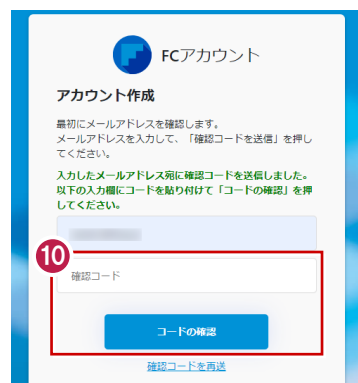 FCアカウント
アカウント作成
最初にメールアドレスを確認します。
メールアドレスを入力して、「確認コードを送信」を押し
てください。
入力したメールアドレス宛に確認コードを送信しました。
以下の入力欄にコードを貼り付けて「コードの確認」を押
してください。
10
確認コード
コードの確認
確認コードを再送